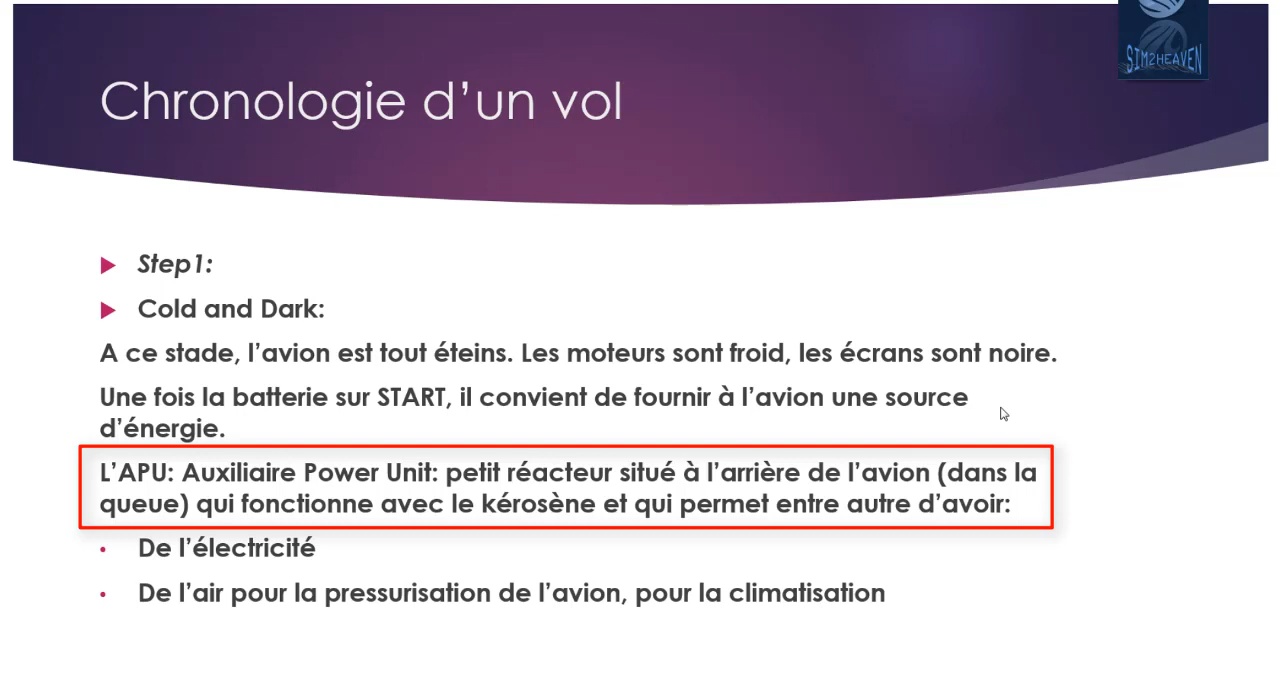 SIM2HEAVEN
Chronologie d’un vol
Step1:
Cold and Dark:
A ce stade, l’avion est tout éteins. Les moteurs sont froid, les écrans sont noire.
Une fois la batterie sur START, il convient de fournir à l’avion une source
d’énergie.
L’APU: Auxiliaire Power Unit: petit réacteur situé à l’arrière de l’avion (dans la
queue) qui fonctionne avec le kérosène et qui permet entre autre d’avoir:
• De l’électricité
• De l’air pour la pressurisation de l’avion, pour la climatisation